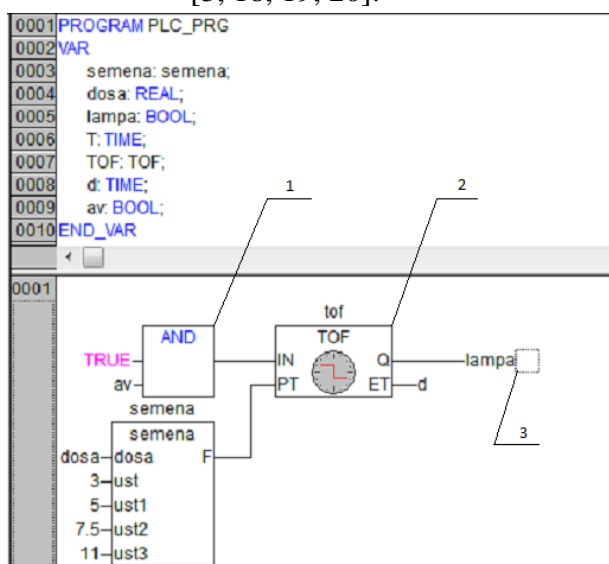 [5, 18, 19, 20].
0001 PROGRAM PLC_PRG
0002 VAR
0003 semena: semena;
0004 dosa: REAL;
0005 lampa: BOOL;
0006 T: TIME;
0007 TOF: TOF;
0008 d: TIME;
0009 av: BOOL;
0010 END_VAR
1
2
0001
tof
AND
TOF
TRUE
IN
Q
lampa
av
PT
ET
d
semena
semena
3
dosa
dosa
F
3
ust
5
ust1
7.5
ust2
11
ust3